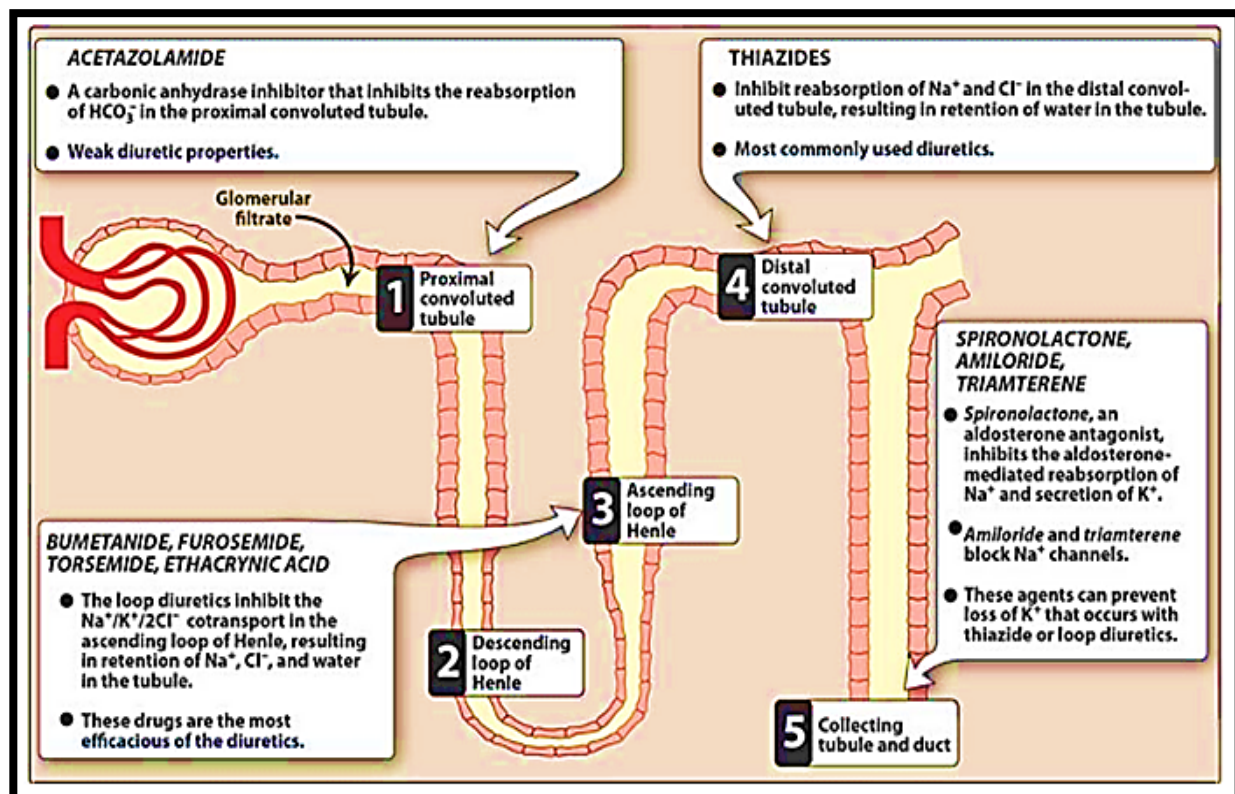 ACETAZOLAMIDE
● A carbonic anhydrase inhibitor that inhibits the reabsorption
of HCO₃⁻ in the proximal convoluted tubule.
● Weak diuretic properties.
THIAZIDES
● Inhibit reabsorption of Na⁺ and Cl⁻ in the distal convol-
uted tubule, resulting in retention of water in the tubule.
● Most commonly used diuretics.
Glomerular
filtrate
1 Proximal
convoluted
tubule
4 Distal
convoluted
tubule
SPIRONOLACTONE,
AMILORIDE,
TRIAMTERENE
● Spironolactone, an
aldosterone antagonist,
inhibits the aldosterone-
mediated reabsorption of
Na⁺ and secretion of K⁺.
● Amiloride and triamterene
block Na⁺ channels.
● These agents can prevent
loss of K⁺ that occurs with
thiazide or loop diuretics.
3 Ascending
loop of
Henle
BUMETANIDE, FUROSEMIDE,
TORSEMIDE, ETHACRYNIC ACID
● The loop diuretics inhibit the
Na⁺/K⁺/2Cl⁻ cotransport in the
ascending loop of Henle, resulting
in retention of Na⁺, Cl⁻, and water
in the tubule.
● These drugs are the most
efficacious of the diuretics.
2 Descending
loop of
Henle
5 Collecting
tubule and duct